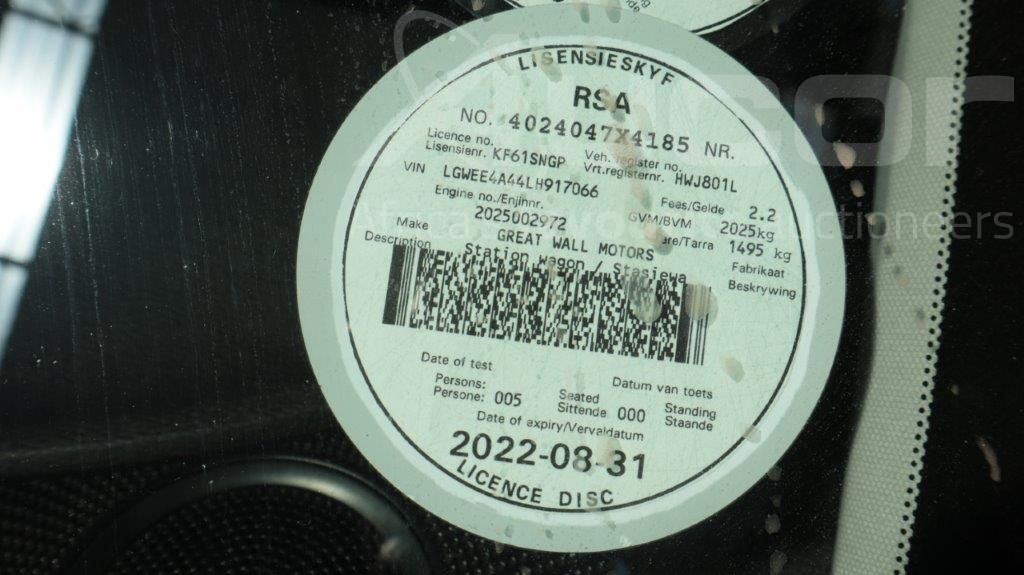 LISENSIESKYF
RSA
NO. 4024047X4185 NR.
Licence no. Veh. register no.
Lisensienr. KF61SNGP Vrt.registernr. HWJ801L
VIN LGWEE4A44LH917066
Fees/Gelde 2.2
Engine no./Enjinnr. GVM/BVM 2025kg
2025002972 are/Tarra 1495 kg
Make GREAT WALL MOTORS Fabrikaat
Description Station wagon / Stasiewa Beskrywing
Date of test Datum van toets
Persons: Seated Standing
Persone: 005 Sittende 000 Staande
Date of expiry/Vervaldatum
2022-08-31
LICENCE DISC